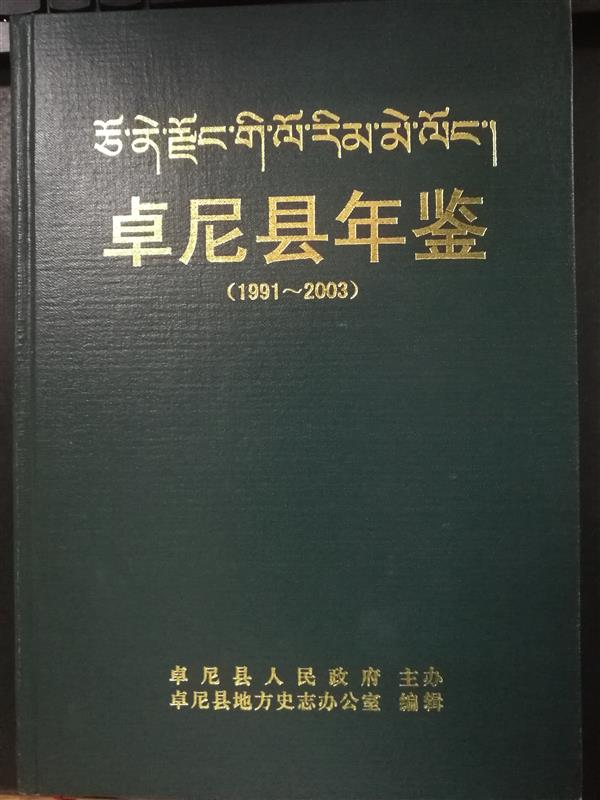 ཅོ་ནེ་རྫོང་གི་ལོ་རིམ་མེ་ལོང་།
卓尼县年鉴
（1991～2003）
卓尼县人民政府 主办
卓尼县地方史志办公室 编辑